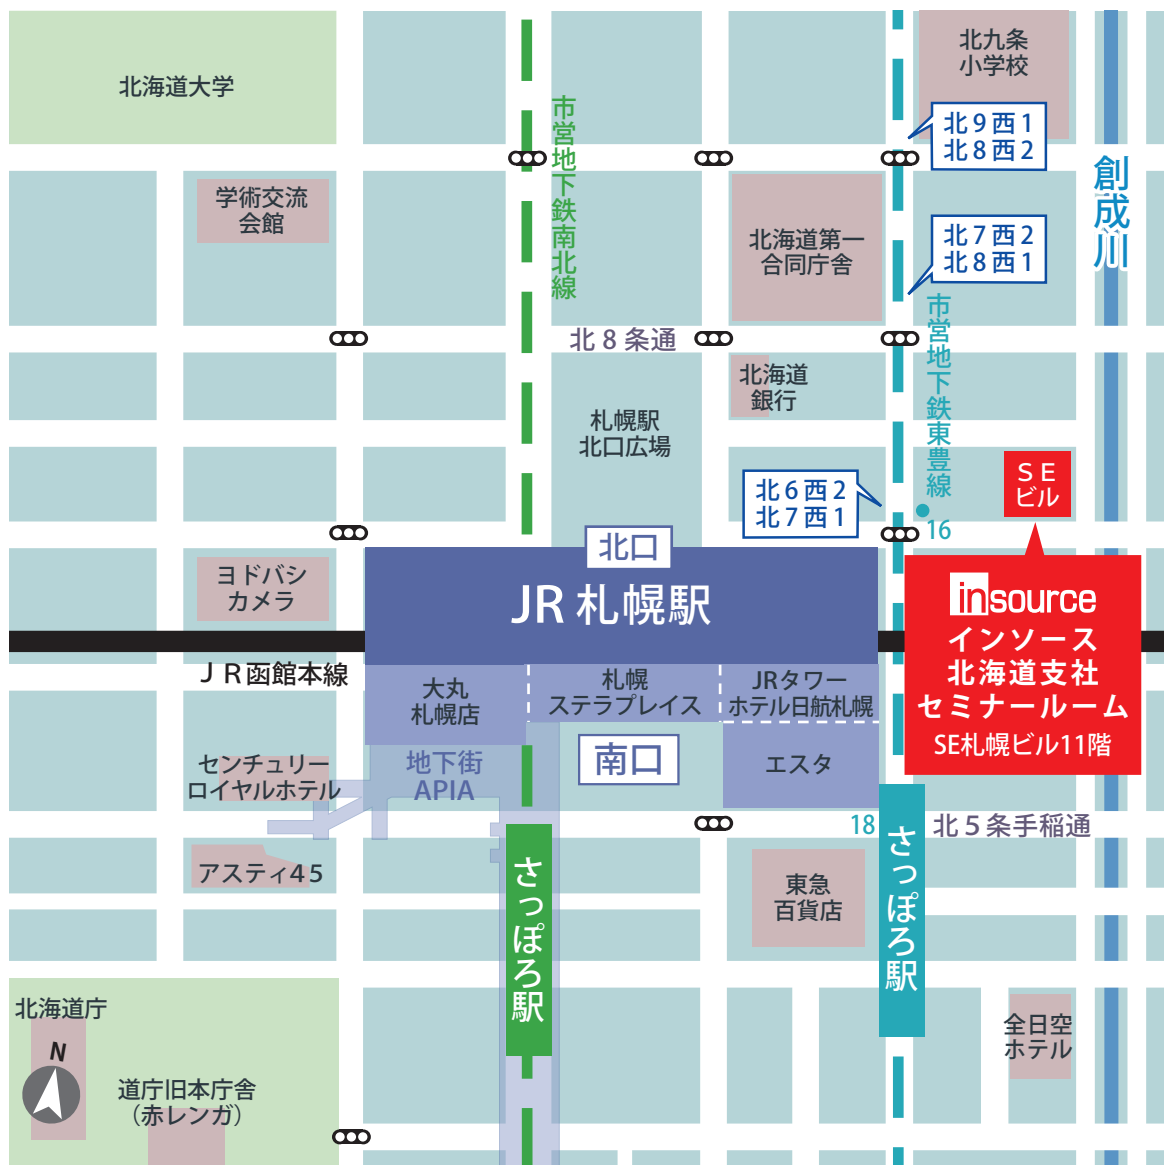 北海道大学
市営地下鉄南北線
北九条
小学校
北9西1
北8西2
創成川
学術交流
会館
北海道第一
合同庁舎
北7西2
北8西1
市営地下鉄東豊線
北8条通
北海道
銀行
札幌駅
北口広場
SE
ビル
北6西2
北7西1
16
北口
JR 札幌駅
ヨドバシ
カメラ
insource
インソース
北海道支社
セミナールーム
SE札幌ビル11階
JR函館本線
大丸
札幌店
札幌
ステラプレイス
JRタワー
ホテル日航札幌
センチュリー
ロイヤルホテル
地下街
APIA
南口
エスタ
18
北5条手稲通
さっぽろ駅
さっぽろ駅
アスティ45
東急
百貨店
北海道庁
N
道庁旧本庁舎
（赤レンガ）
全日空
ホテル